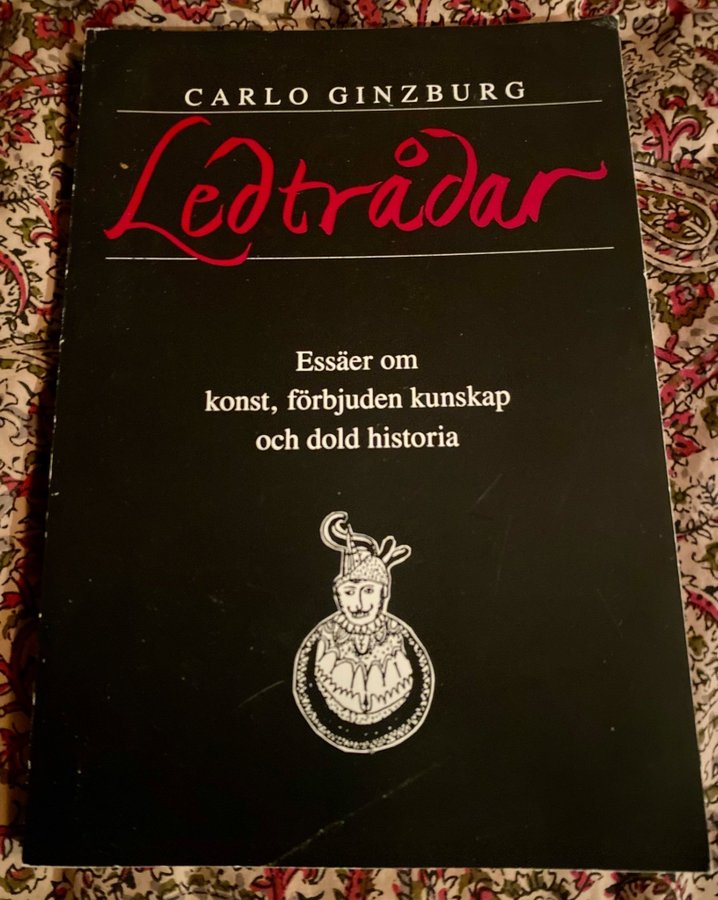 CARLO GINZBURG
Ledtrådar
Essäer om
konst, förbjuden kunskap
och dold historia